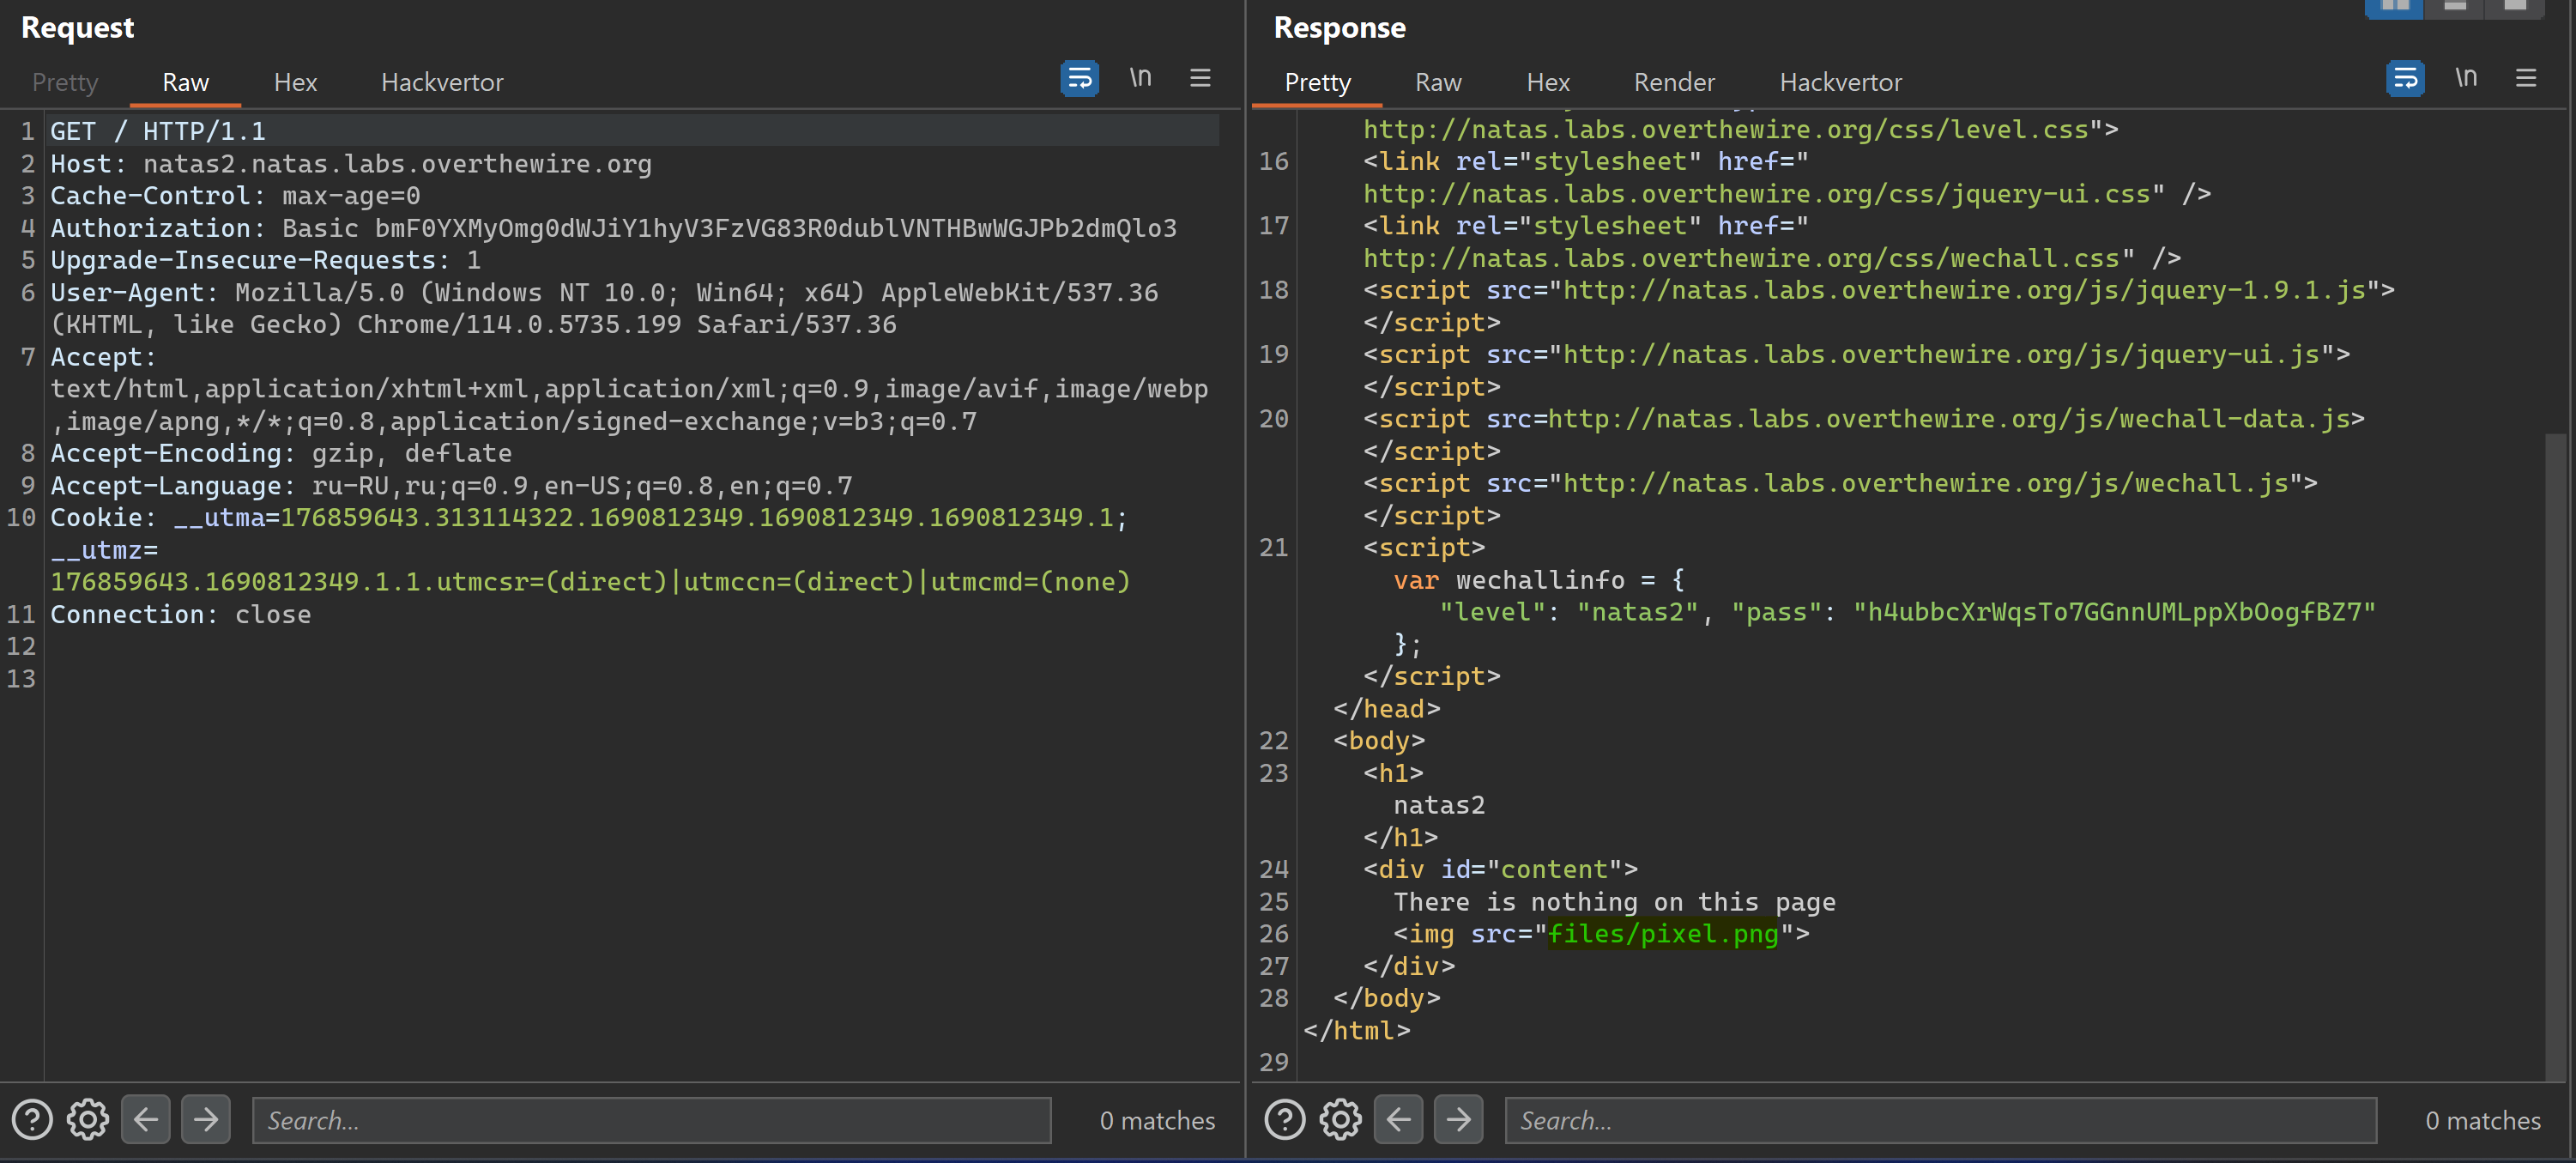 Request
Pretty Raw Hex Hackvertor \n
1 GET / HTTP/1.1
2 Host: natas2.natas.labs.overthewire.org
3 Cache-Control: max-age=0
4 Authorization: Basic bmF0YXMyOmg0dWJiY1hyV3FzVG83R0dublVNTHBwWGJPb2dmQlo3
5 Upgrade-Insecure-Requests: 1
6 User-Agent: Mozilla/5.0 (Windows NT 10.0; Win64; x64) AppleWebKit/537.36
(KHTML, like Gecko) Chrome/114.0.5735.199 Safari/537.36
7 Accept:
text/html,application/xhtml+xml,application/xml;q=0.9,image/avif,image/webp
,image/apng,*/*;q=0.8,application/signed-exchange;v=b3;q=0.7
8 Accept-Encoding: gzip, deflate
9 Accept-Language: ru-RU,ru;q=0.9,en-US;q=0.8,en;q=0.7
10 Cookie: __utma=176859643.313114322.1690812349.1690812349.1690812349.1;
__utmz=
176859643.1690812349.1.1.utmcsr=(direct)|utmccn=(direct)|utmcmd=(none)
11 Connection: close
12
13
Search...
0 matches
Response
Pretty Raw Hex Render Hackvertor \n
http://natas.labs.overthewire.org/css/level.css">
16 <link rel="stylesheet" href="
http://natas.labs.overthewire.org/css/jquery-ui.css" />
17 <link rel="stylesheet" href="
http://natas.labs.overthewire.org/css/wechall.css" />
18 <script src="http://natas.labs.overthewire.org/js/jquery-1.9.1.js">
</script>
19 <script src="http://natas.labs.overthewire.org/js/jquery-ui.js">
</script>
20 <script src=http://natas.labs.overthewire.org/js/wechall-data.js>
</script>
<script src="http://natas.labs.overthewire.org/js/wechall.js">
</script>
21 <script>
var wechallinfo = {
"level": "natas2", "pass": "h4ubbcXrWqsTo7GGnnUMLppXbOogfBZ7"
};
</script>
</head>
22 <body>
23 <h1>
natas2
</h1>
24 <div id="content">
25 There is nothing on this page
26 <img src="files/pixel.png">
27 </div>
28 </body>
</html>
29
Search...
0 matches